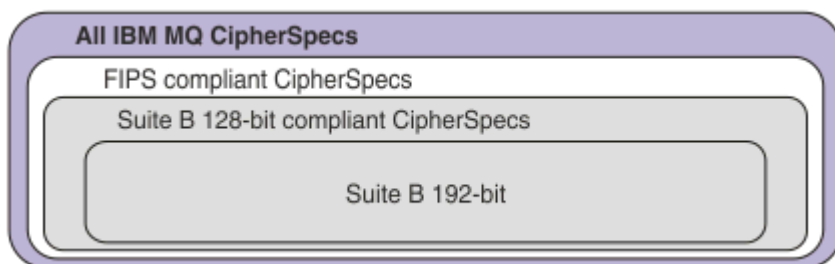 All IBM MQ CipherSpecs
FIPS compliant CipherSpecs
Suite B 128-bit compliant CipherSpecs
Suite B 192-bit